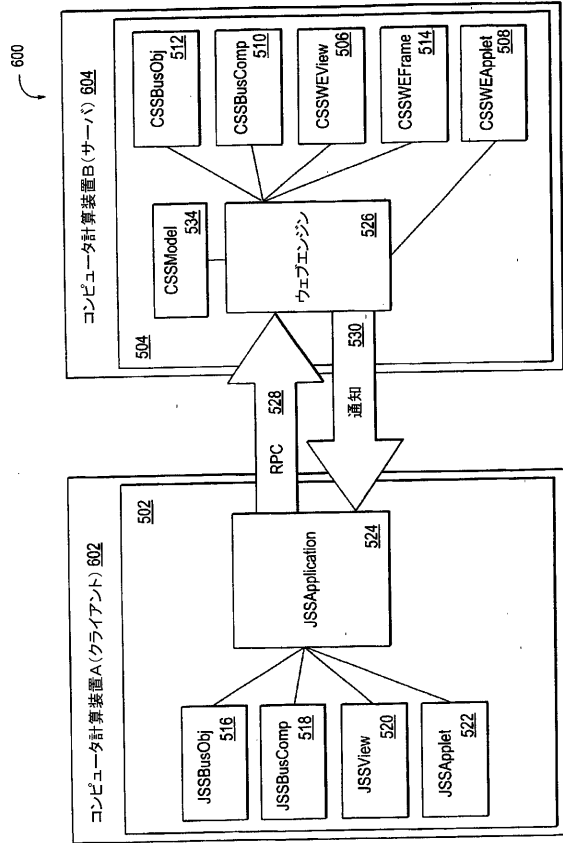 600
コンピュータ計算装置A(クライアント) 602
502
JSSBusObj
516
JSSBusComp
518
JSSView
520
JSSApplet
522
JSSApplication
524
RPC
528
通知
530
コンピュータ計算装置B(サーバ) 604
504
CSSModel
534
ウェブエンジン
526
CSSBusObj
512
CSSBusComp
510
CSSWEView
506
CSSWEFrame
514
CSSWEApplet
508